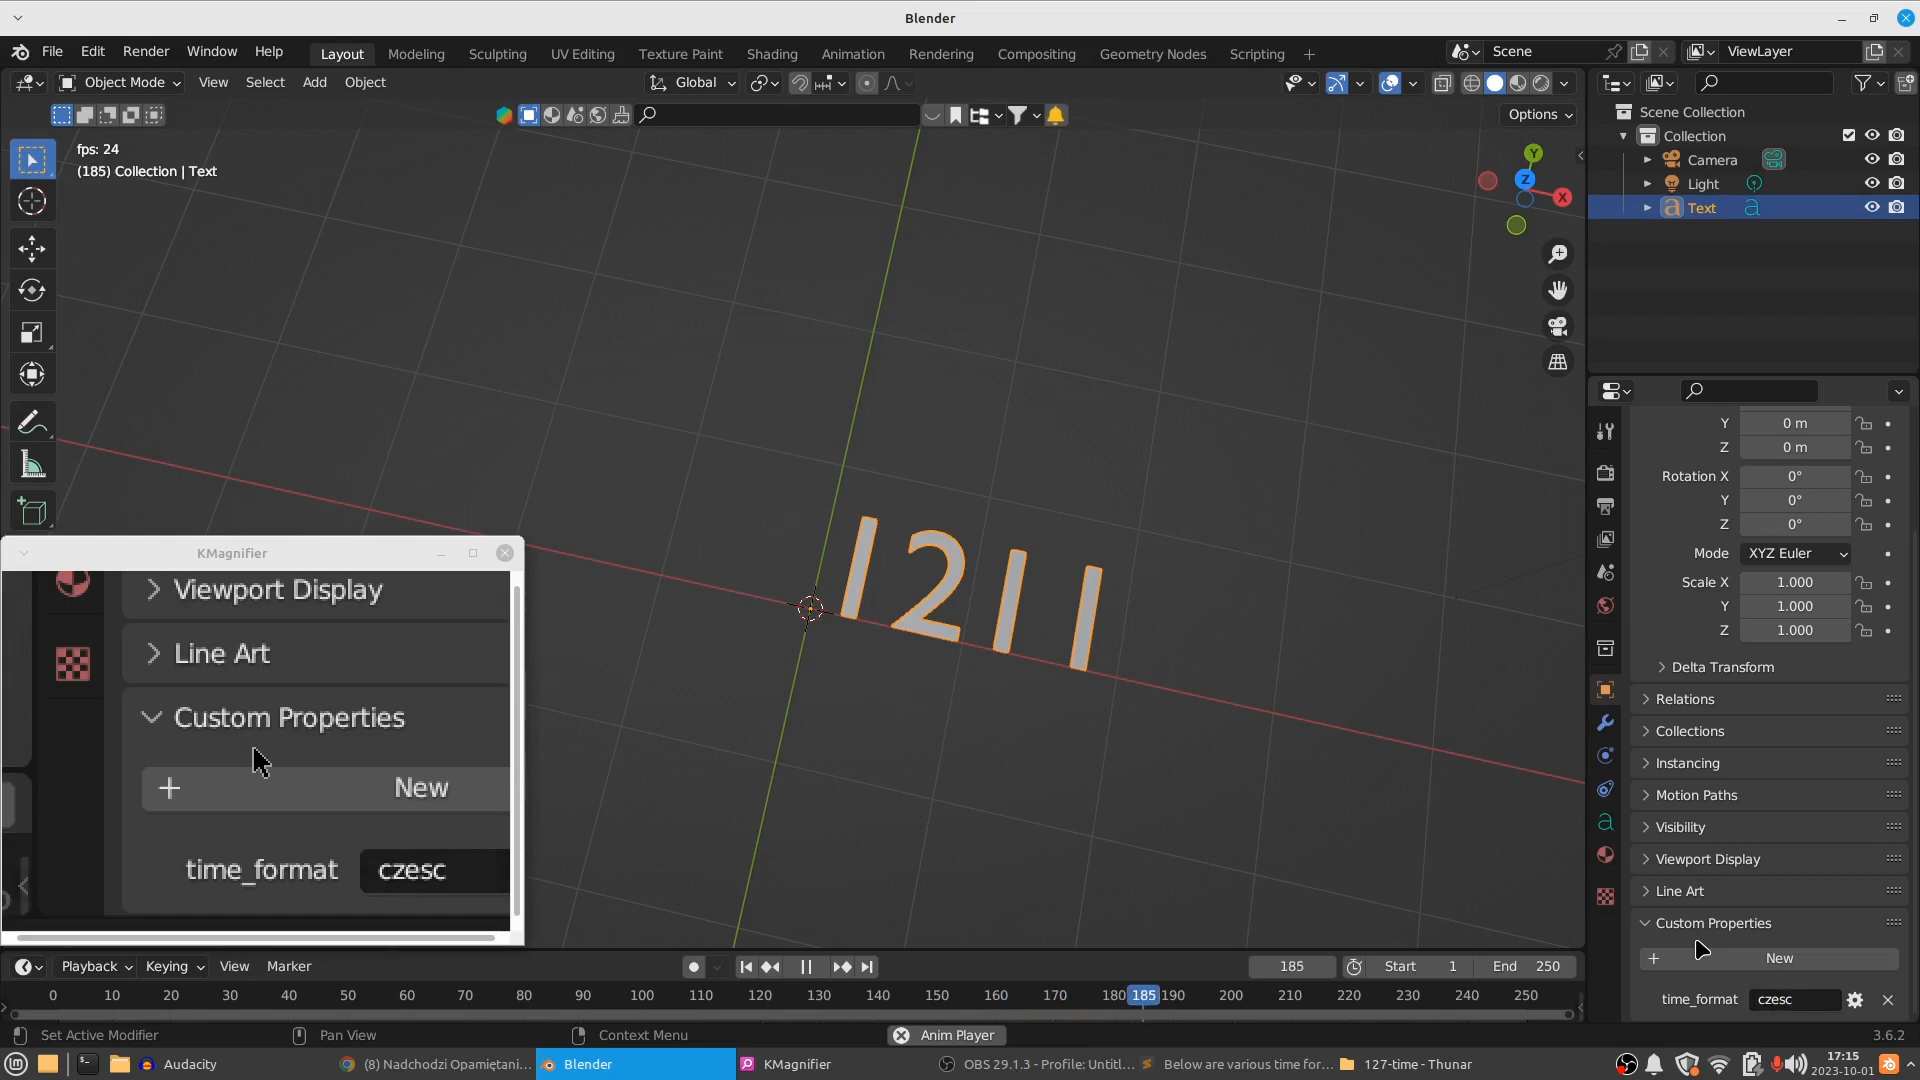 Blender
File Edit Render Window Help Layout Modeling Sculpting UV Editing Texture Paint Shading Animation Rendering Compositing Geometry Nodes Scripting + Scene ViewLayer
Object Mode View Select Add Object Global
Options
fps: 24
(185) Collection | Text
Y
Z
X
1211
Scene Collection
Collection
Camera
Light
Text
Y 0 m
Z 0 m
Rotation X 0°
Y 0°
Z 0°
Mode XYZ Euler
Scale X 1.000
Y 1.000
Z 1.000
Delta Transform
Relations
Collections
Instancing
Motion Paths
Visibility
Viewport Display
Line Art
Custom Properties
+ New
time_format czesc
KMagnifier
Viewport Display
Line Art
Custom Properties
+ New
time_format czesc
Playback Keying View Marker 185 Start 1 End 250
0 10 20 30 40 50 60 70 80 90 100 110 120 130 140 150 160 170 180 185 190 200 210 220 230 240 250
Set Active Modifier Pan View Context Menu Anim Player 3.6.2
Audacity (8) Nadchodzi Opamiętani... Blender KMagnifier OBS 29.1.3 - Profile: Untitl... Below are various time for... 127-time - Thunar 17:15
2023-10-01